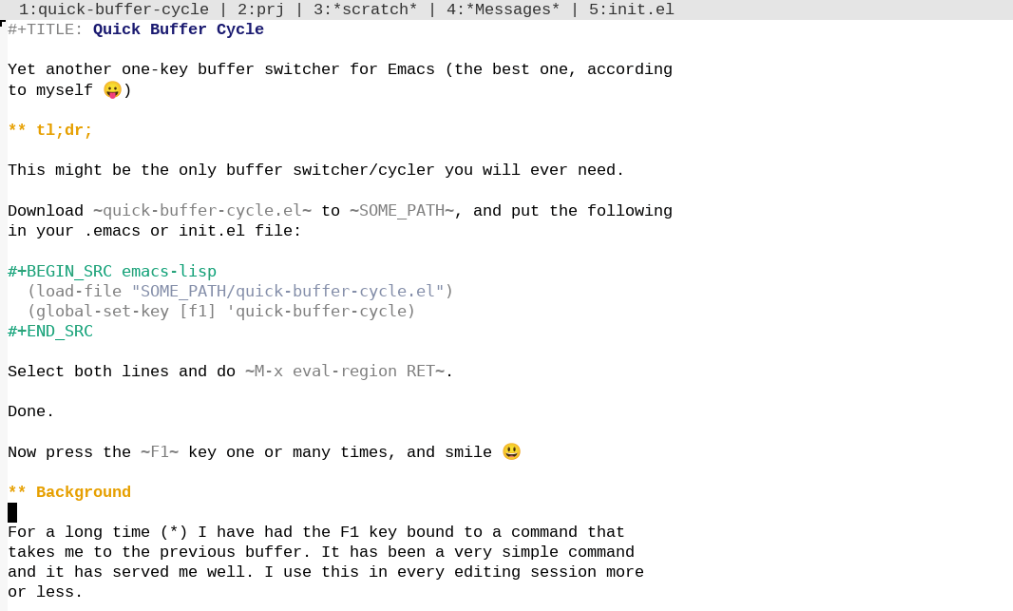 1:quick-buffer-cycle | 2:prj | 3:*scratch* | 4:*Messages* | 5:init.el
#+TITLE: Quick Buffer Cycle
Yet another one-key buffer switcher for Emacs (the best one, according
to myself 😛)
** tl;dr;
This might be the only buffer switcher/cycler you will ever need.
Download ~quick-buffer-cycle.el~ to ~SOME_PATH~, and put the following
in your .emacs or init.el file:
#+BEGIN_SRC emacs-lisp
(load-file "SOME_PATH/quick-buffer-cycle.el")
(global-set-key [f1] 'quick-buffer-cycle)
#+END_SRC
Select both lines and do ~M-x eval-region RET~.
Done.
Now press the ~F1~ key one or many times, and smile 😃
** Background
For a long time (*) I have had the F1 key bound to a command that
takes me to the previous buffer. It has been a very simple command
and it has served me well. I use this in every editing session more
or less.